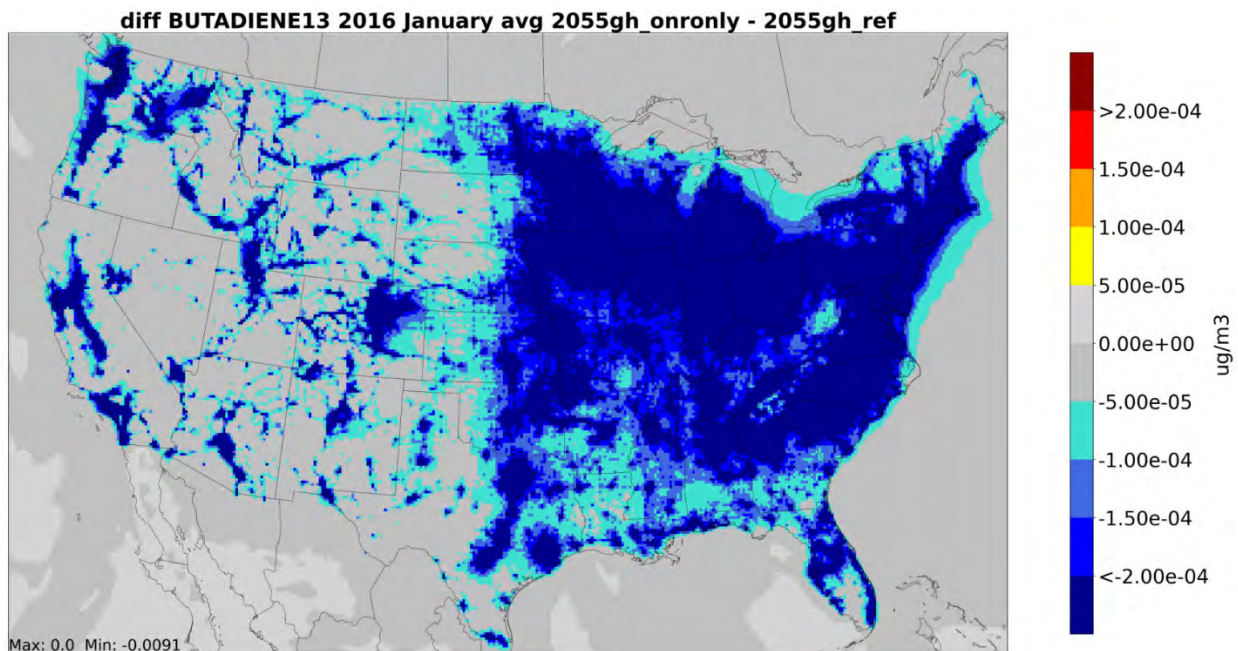 diff BUTADIENE13 2016 January avg 2055gh_onronly - 2055gh_ref
>2.00e-04
1.50e-04
1.00e-04
5.00e-05
0.00e+00
-5.00e-05
-1.00e-04
-1.50e-04
<-2.00e-04
ug/m3
Max: 0.0 Min: -0.0091